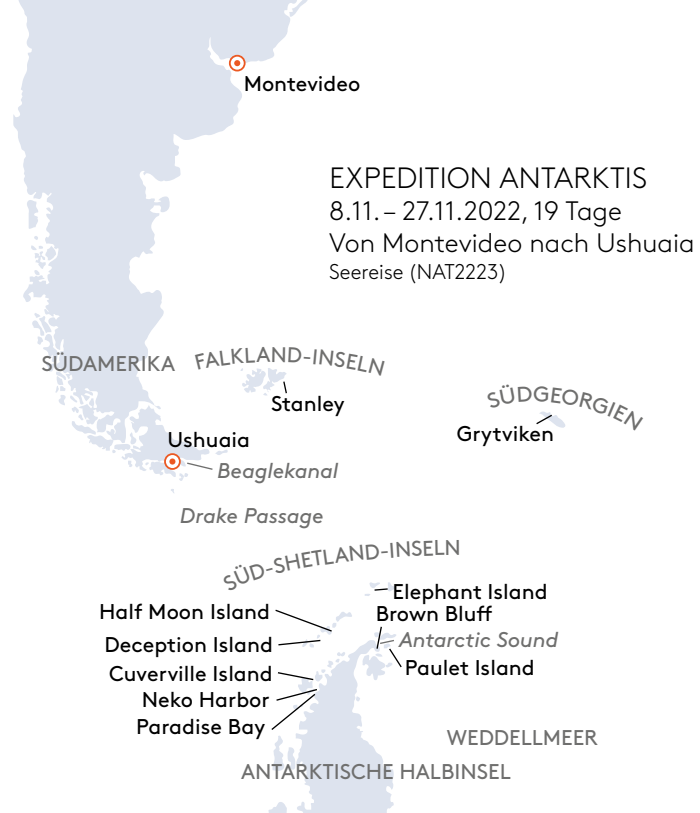 Montevideo
EXPEDITION ANTARKTIS
8.11. – 27.11.2022, 19 Tage
Von Montevideo nach Ushuaia
Seereise (NAT2223)
SÜDAMERIKA
FALKLAND-INSELN
Stanley
SÜDGEORGIEN
Grytviken
Ushuaia
Beaglekanal
Drake Passage
SÜD-SHETLAND-INSELN
Elephant Island
Half Moon Island
Brown Bluff
Deception Island
Antarctic Sound
Cuverville Island
Paulet Island
Neko Harbor
Paradise Bay
WEDDELLMEER
ANTARKTISCHE HALBINSEL